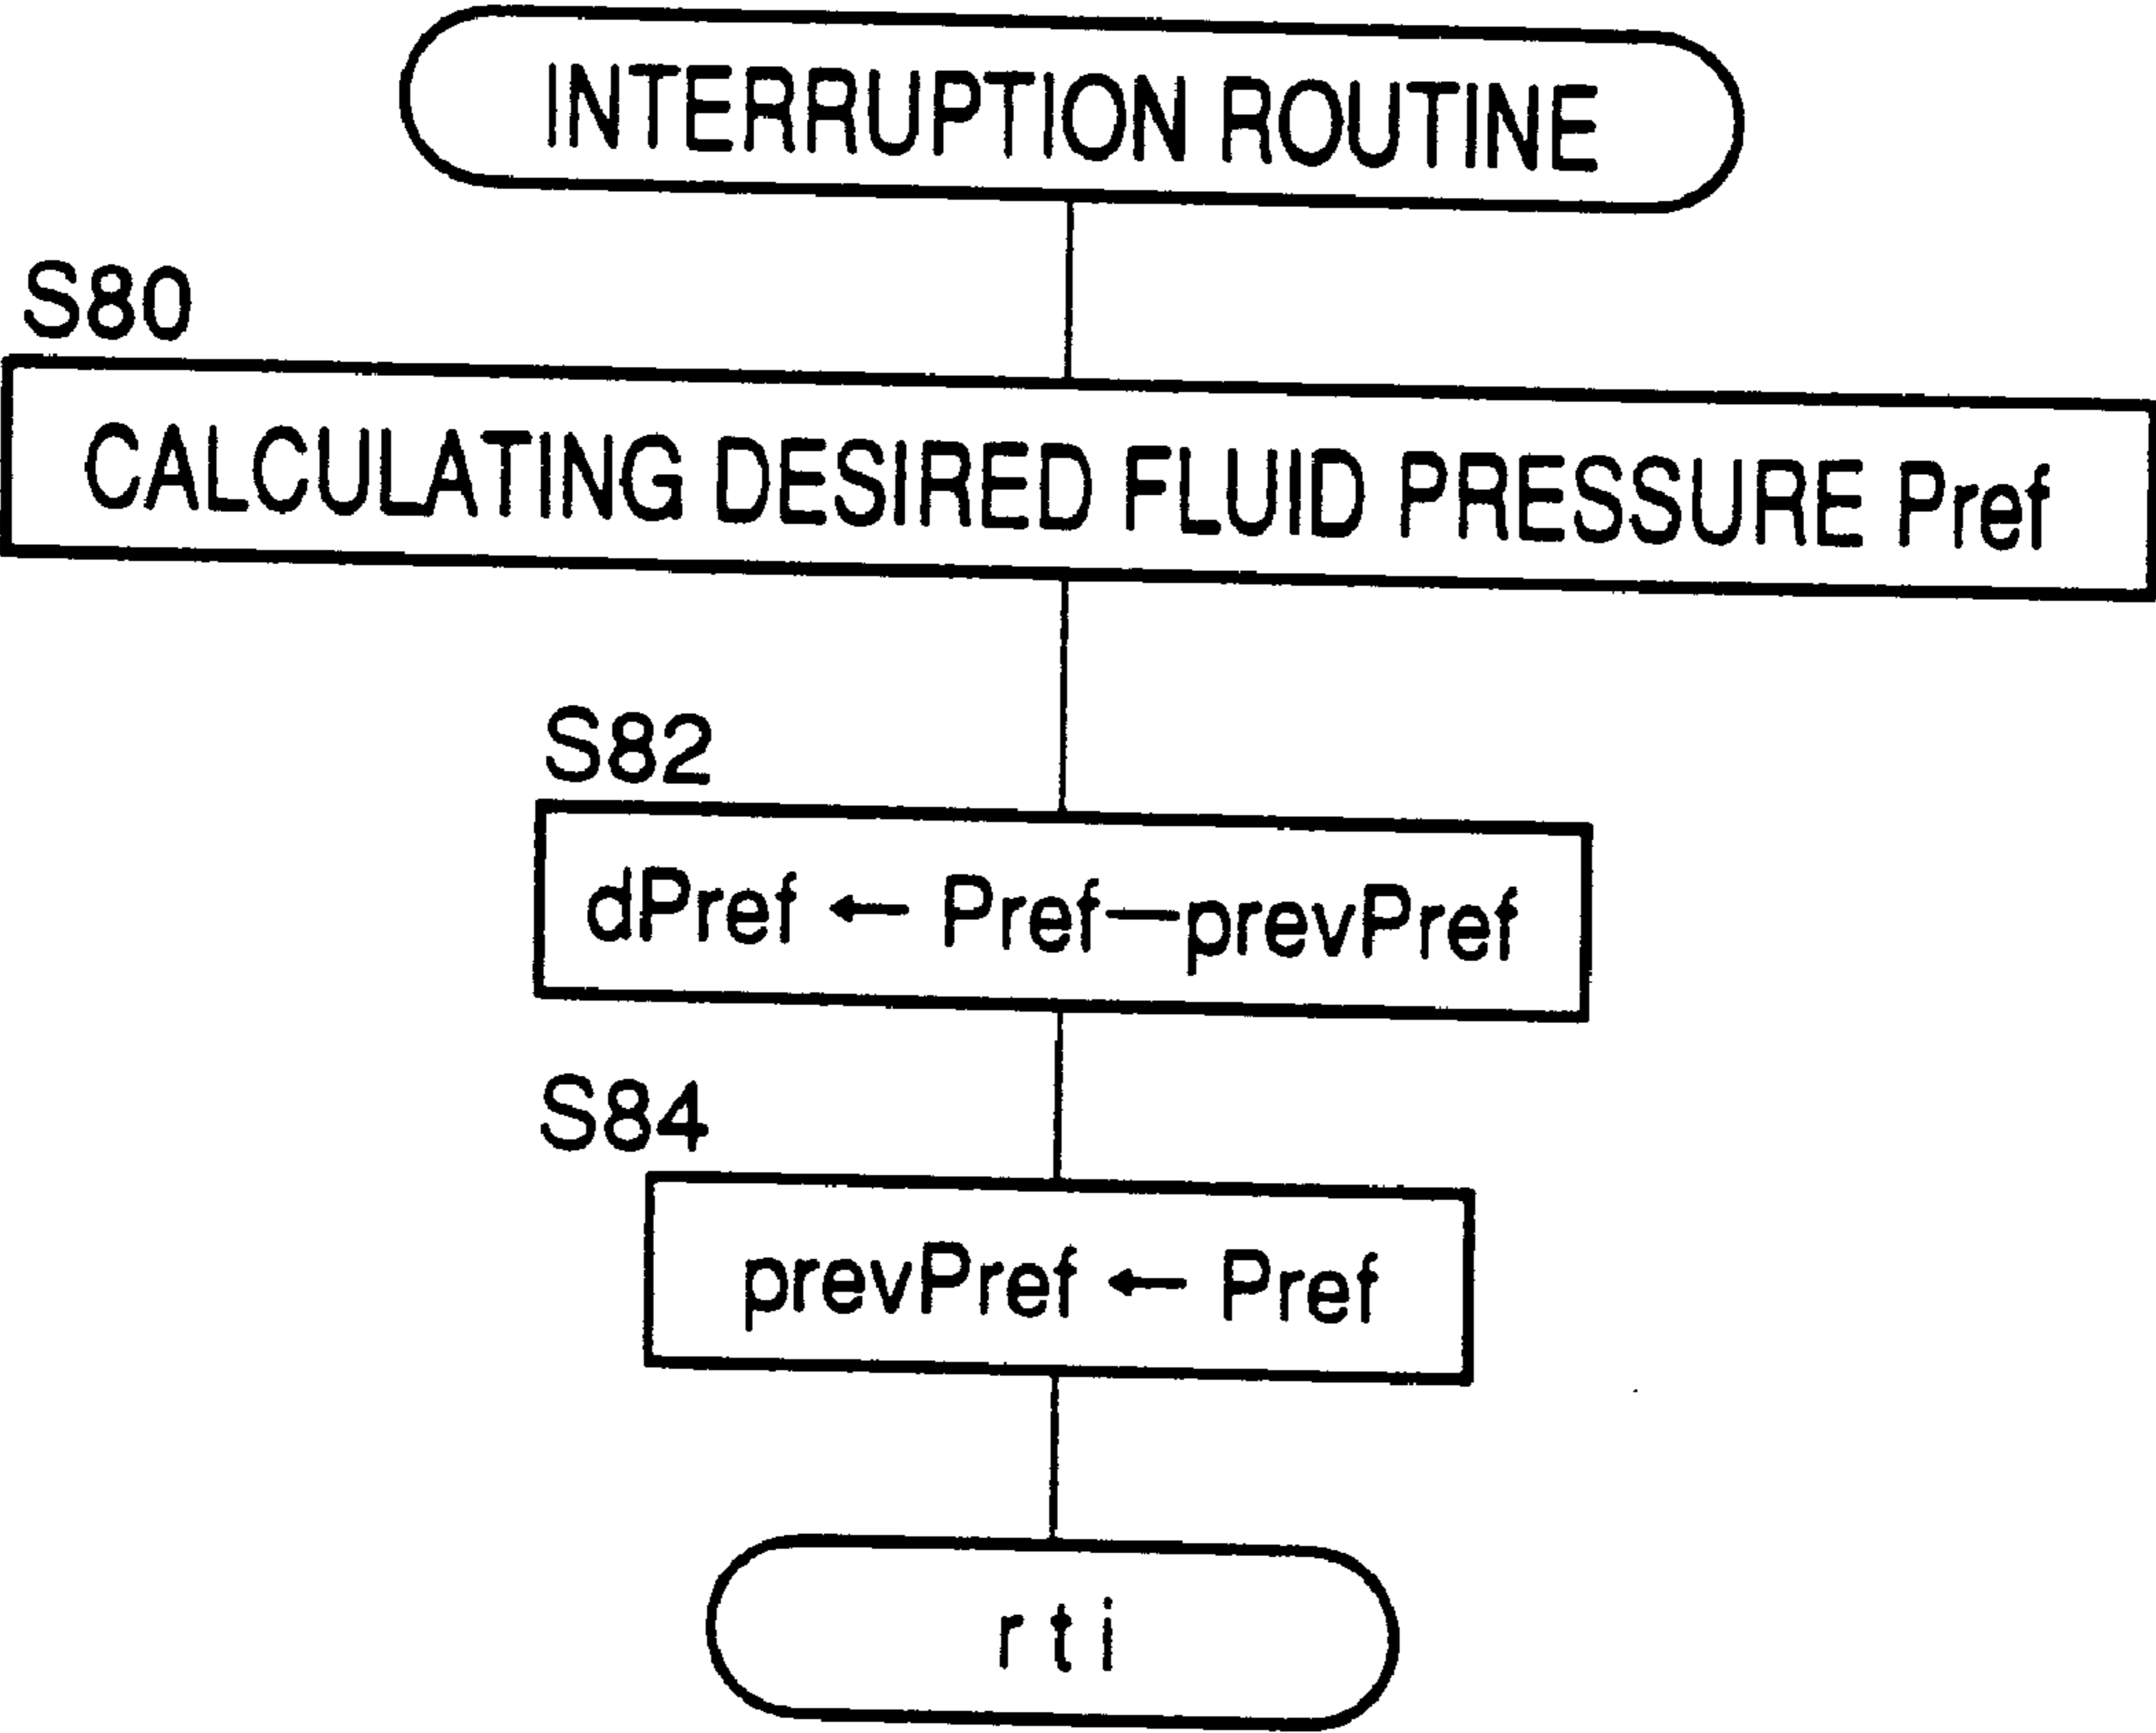 INTERRUPTION ROUTINE
S80
CALCULATING DESIRED FLUID PRESSURE Pref
S82
dPref ← Pref—prevPref
S84
prevPref ← Pref
rti